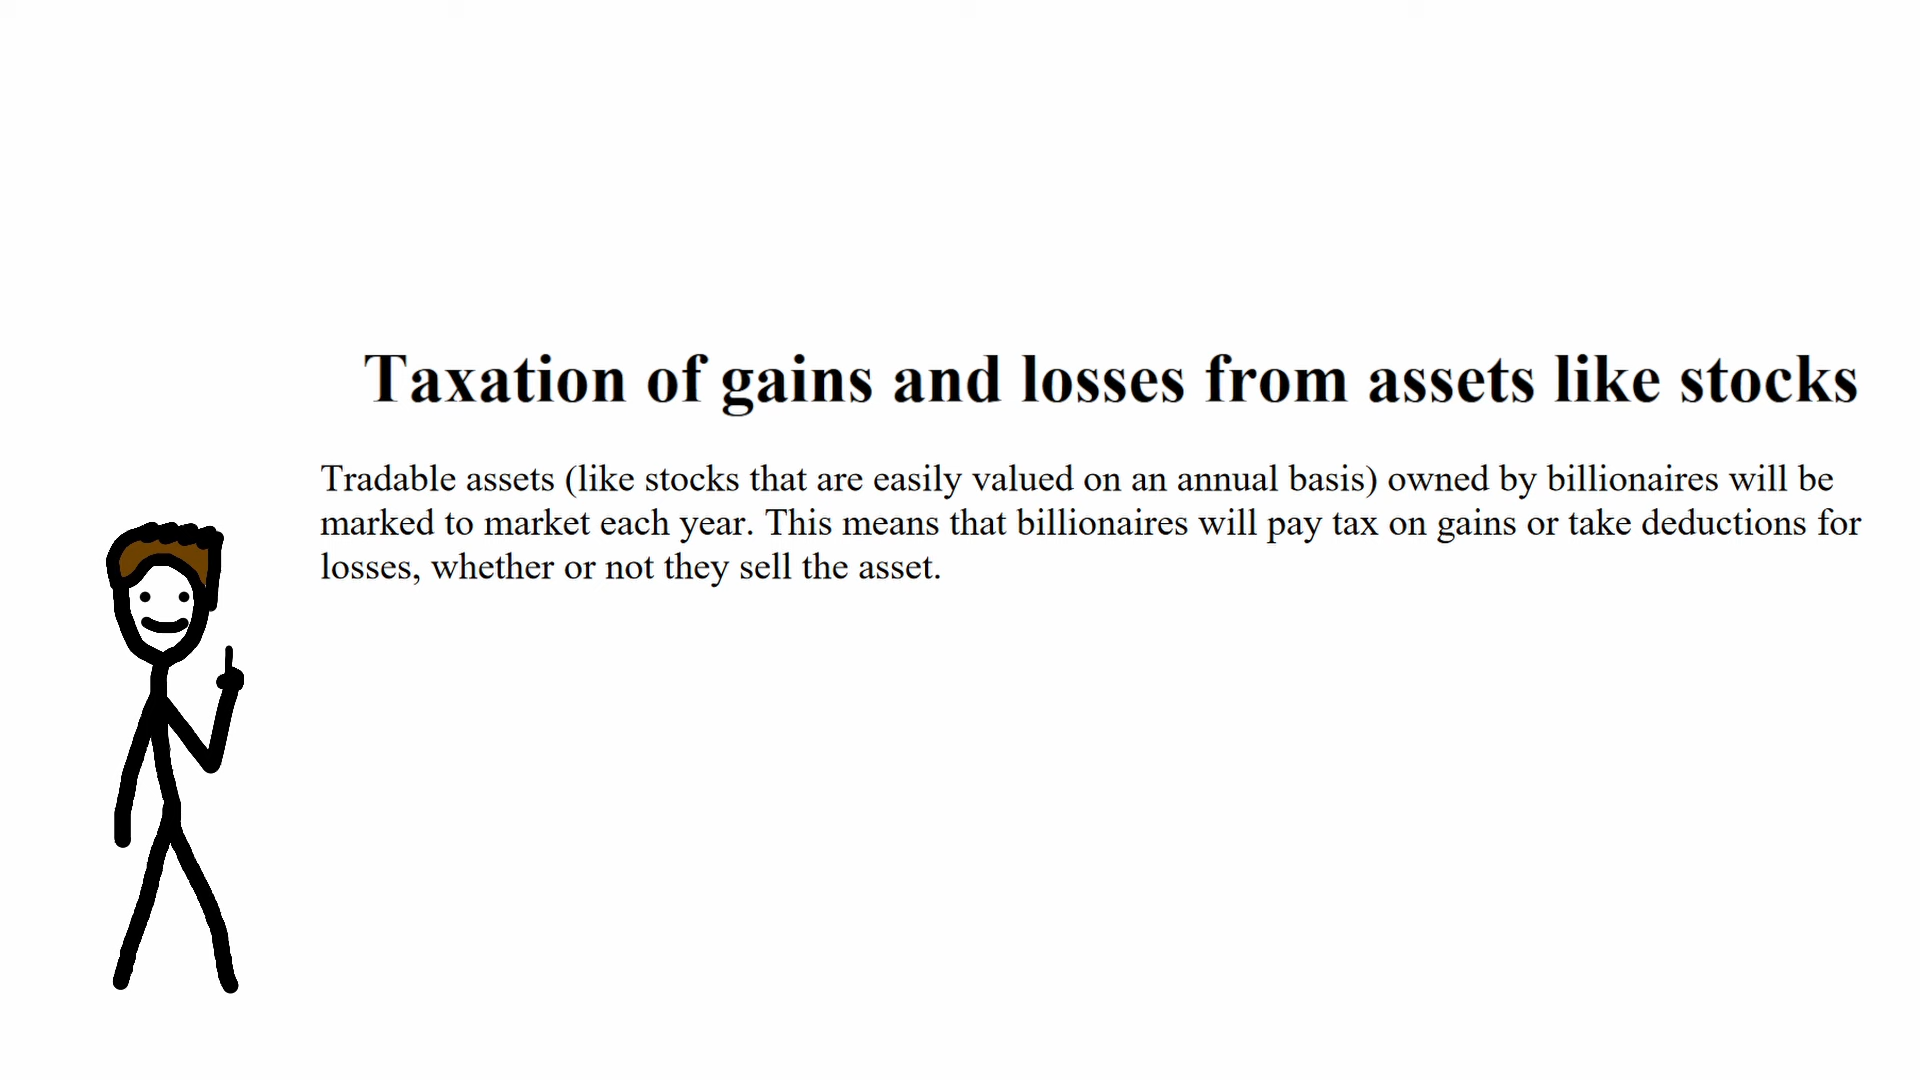 Taxation of gains and losses from assets like stocks
Tradable assets (like stocks that are easily valued on an annual basis) owned by billionaires will be
marked to market each year. This means that billionaires will pay tax on gains or take deductions for
losses, whether or not they sell the asset.